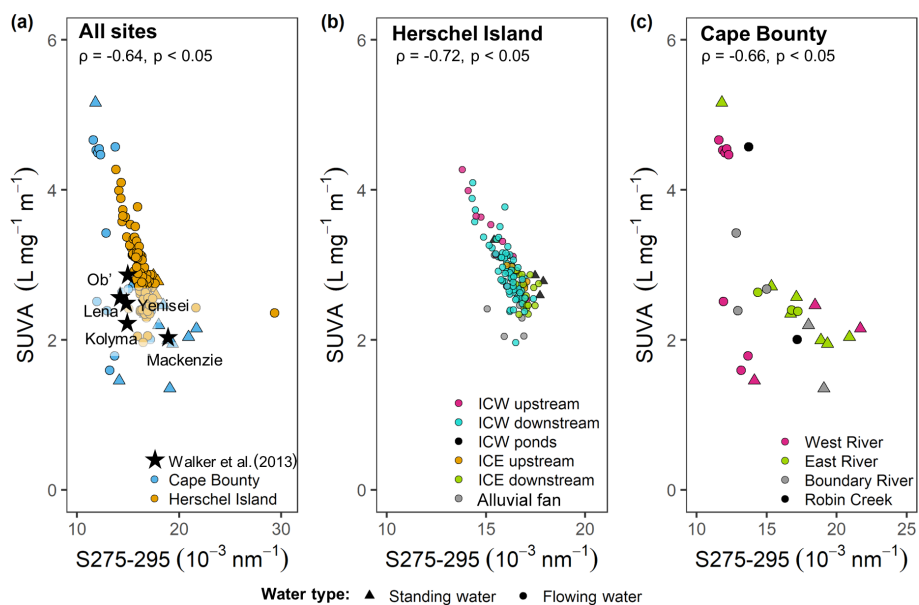 (a)
All sites
ρ = -0.64, p < 0.05
SUVA (L mg⁻¹ m⁻¹)
6
4
2
0
Ob'
Lena
Yenisei
Kolyma
Mackenzie
Walker et al. (2013)
Cape Bounty
Herschel Island
10 20 30
S275-295 (10⁻³ nm⁻¹)
(b)
Herschel Island
ρ = -0.72, p < 0.05
SUVA (L mg⁻¹ m⁻¹)
6
4
2
0
ICW upstream
ICW downstream
ICW ponds
ICE upstream
ICE downstream
Alluvial fan
10 15 20
S275-295 (10⁻³ nm⁻¹)
(c)
Cape Bounty
ρ = -0.66, p < 0.05
SUVA (L mg⁻¹ m⁻¹)
6
4
2
0
West River
East River
Boundary River
Robin Creek
10 15 20 25
S275-295 (10⁻³ nm⁻¹)
Water type: Standing water Flowing water